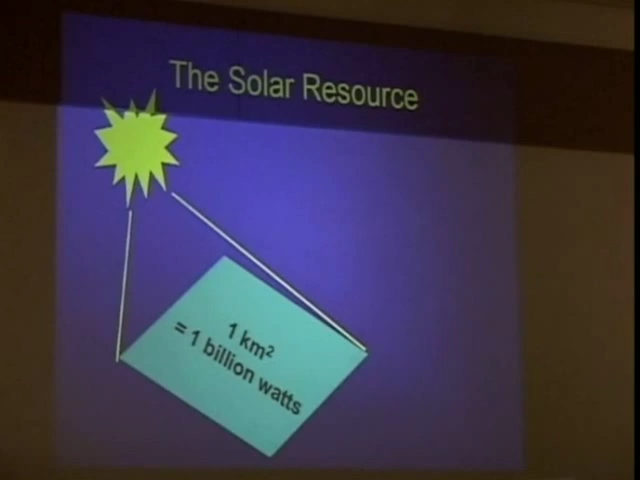 The Solar Resource
1 km²
= 1 billion watts